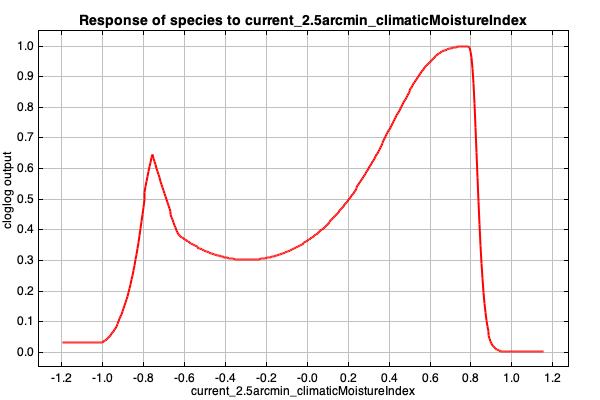 Response of species to current_2.5arcmin_climaticMoistureIndex
cloglog output
1.0
0.9
0.8
0.7
0.6
0.5
0.4
0.3
0.2
0.1
0.0
-1.2 -1.0 -0.8 -0.6 -0.4 -0.2 -0.0 0.2 0.4 0.6 0.8 1.0 1.2
current_2.5arcmin_climaticMoistureIndex